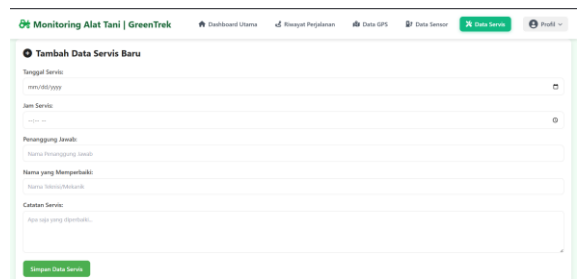 Monitoring Alat Tani | GreenTrek
Dashboard Utama
Riwayat Perjalanan
Data GPS
Data Sensor
Data Servis
Profil
Tambah Data Servis Baru
Tanggal Servis:
mm/dd/yyyy
Jam Servis:
--:-- --
Penanggung Jawab:
Nama Penanggung Jawab
Nama yang Memperbaiki:
Nama Teknisi/Mekanik
Catatan Servis:
Apa saja yang diperbaiki...
Simpan Data Servis